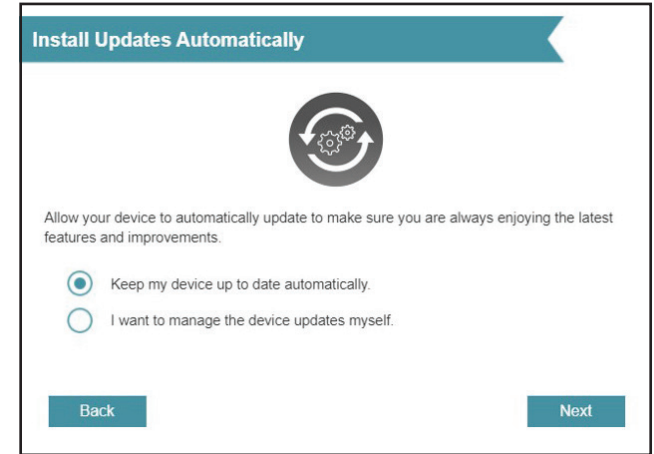 Install Updates Automatically
Allow your device to automatically update to make sure you are always enjoying the latest
features and improvements.
Keep my device up to date automatically.
I want to manage the device updates myself.
Back
Next